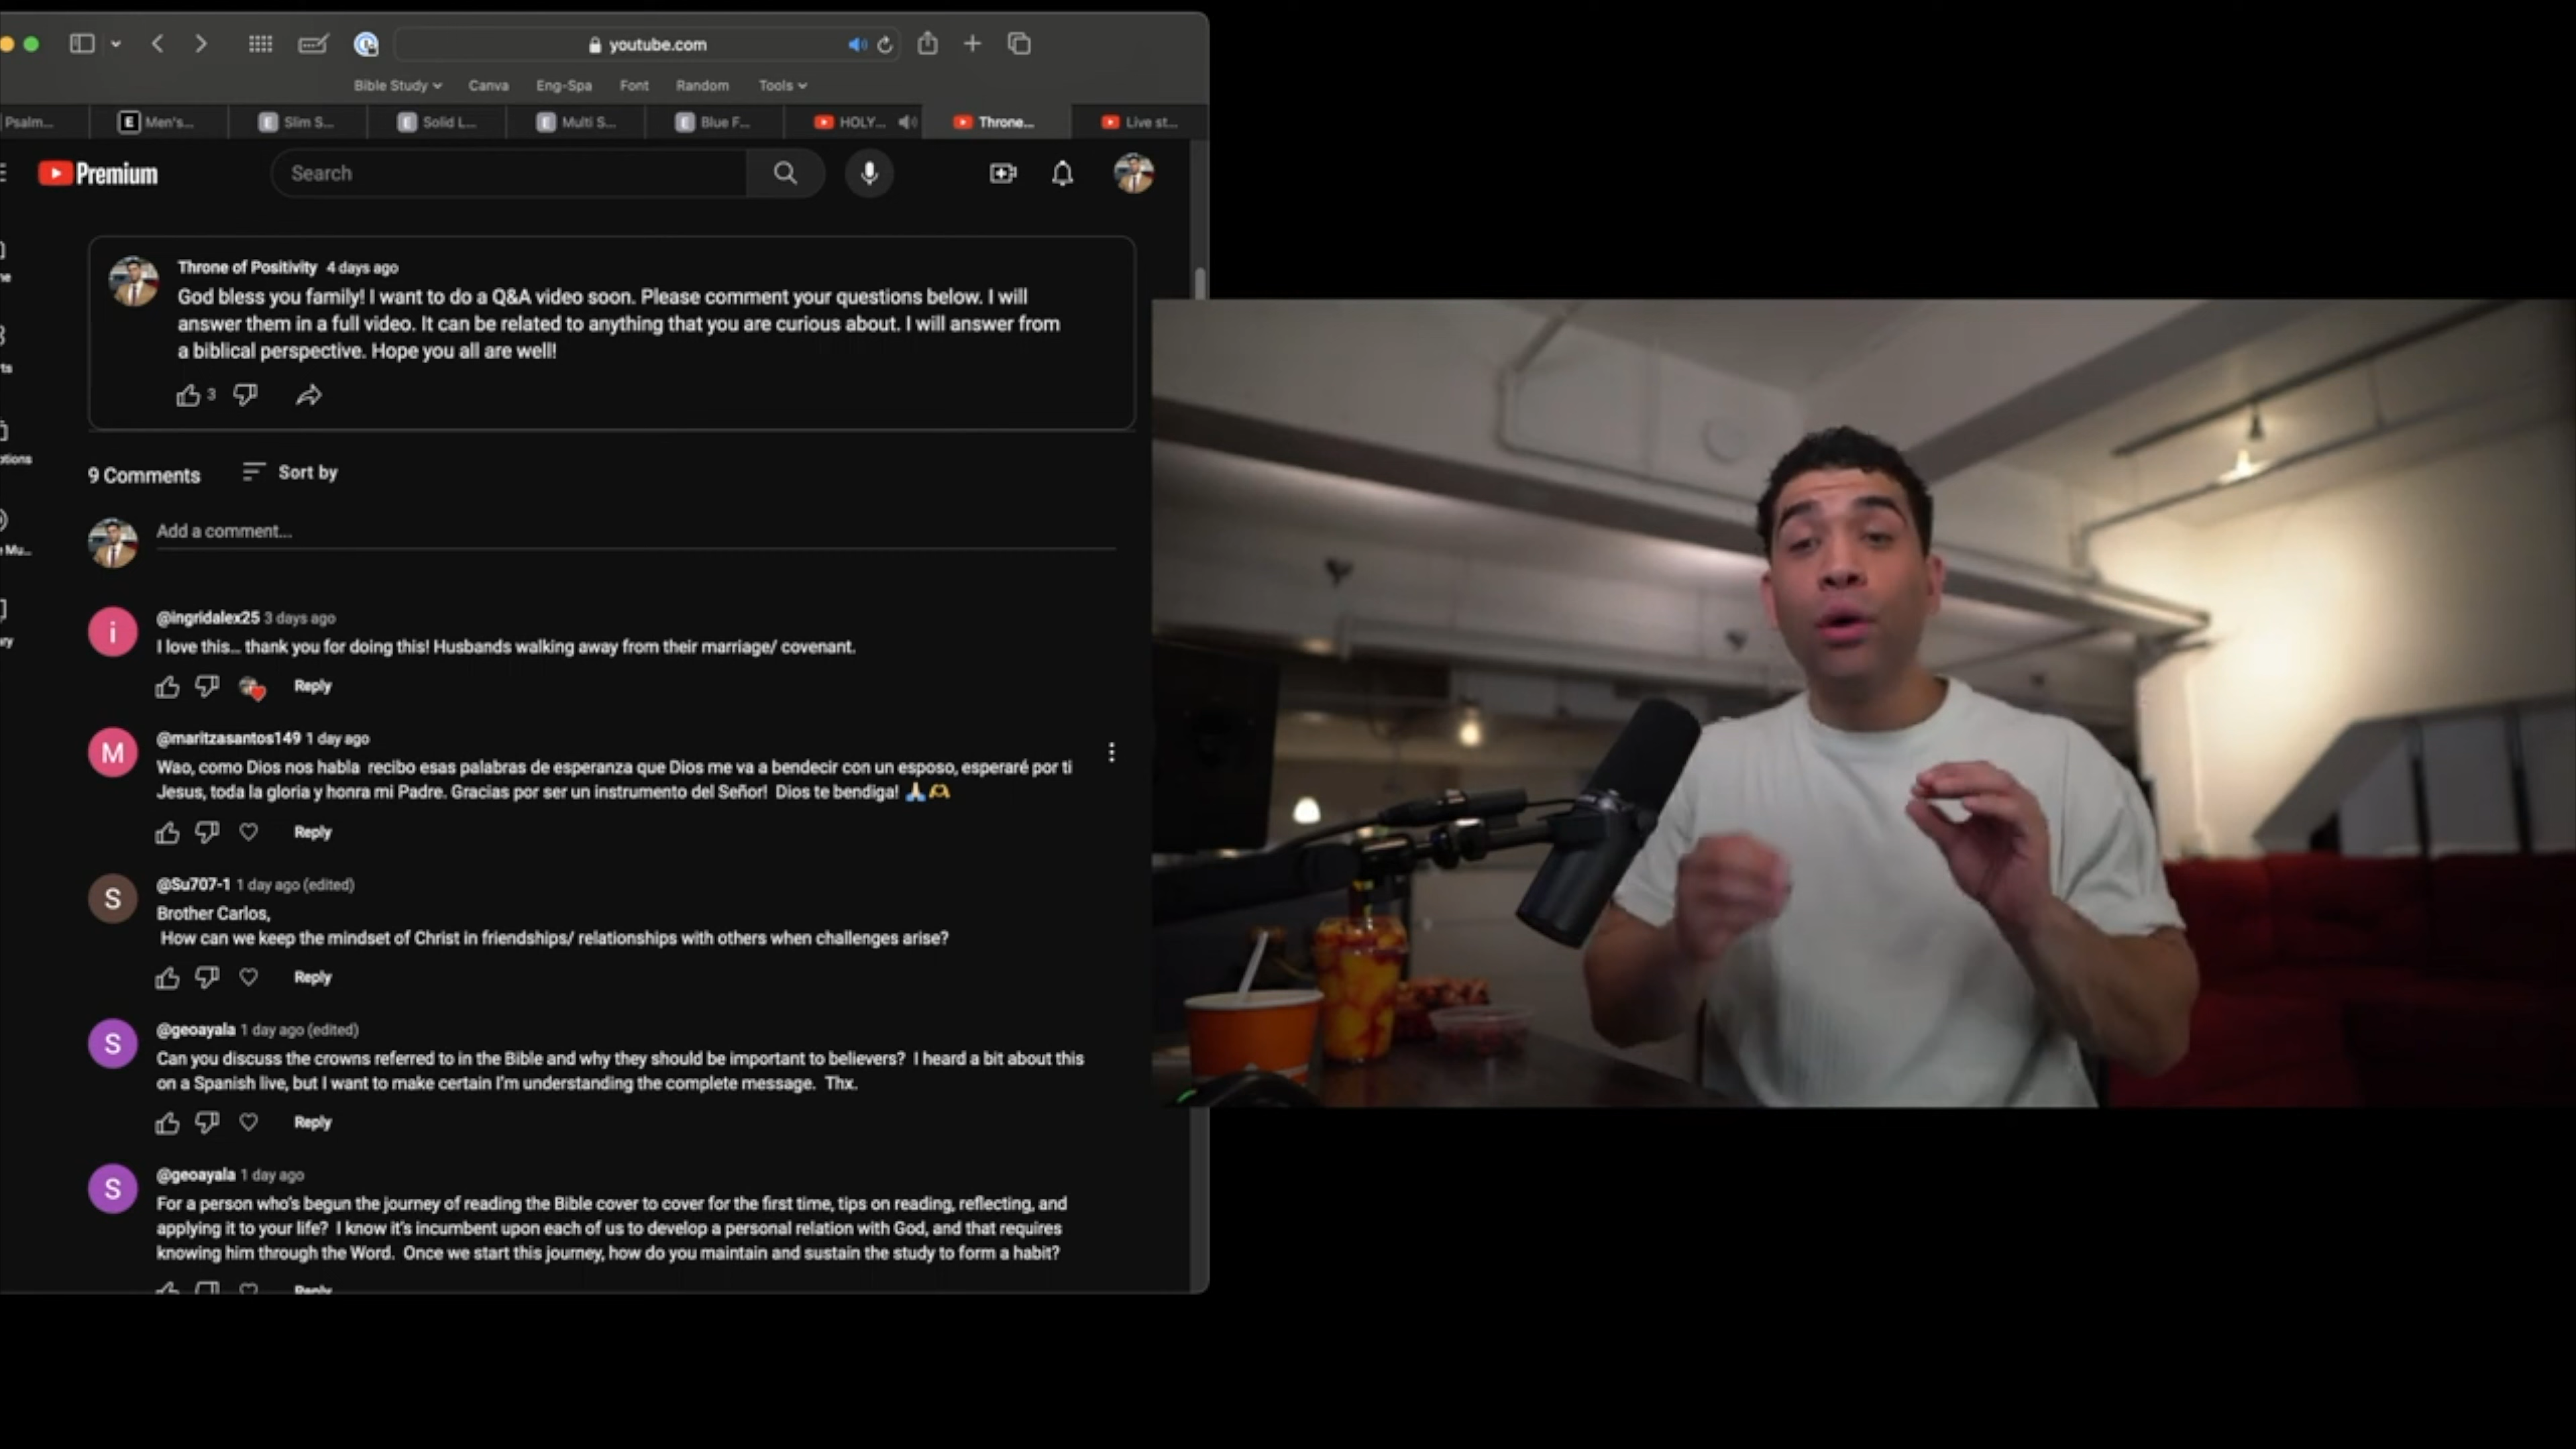 youtube.com
Bible Study Canva Eng-Spa Font Random Tools
Psalm... Men's... Slim S... Solid L... Multi S... Blue F... HOLY... Throne... Live st...
Premium
Search
Throne of Positivity 4 days ago
God bless you family! I want to do a Q&A video soon. Please comment your questions below. I will
answer them in a full video. It can be related to anything that you are curious about. I will answer from
a biblical perspective. Hope you all are well!
3
9 Comments Sort by
Add a comment...
i
@ingridalex25 3 days ago
I love this... thank you for doing this! Husbands walking away from their marriage/ covenant.
Reply
M
@maritzasantos149 1 day ago
Wao, como Dios nos habla recibo esas palabras de esperanza que Dios me va a bendecir con un esposo, esperaré por ti
Jesus, toda la gloria y honra mi Padre. Gracias por ser un instrumento del Señor! Dios te bendiga! 🙏🫶
Reply
S
@Su707-1 1 day ago (edited)
Brother Carlos,
How can we keep the mindset of Christ in friendships/ relationships with others when challenges arise?
Reply
S
@geoayala 1 day ago (edited)
Can you discuss the crowns referred to in the Bible and why they should be important to believers? I heard a bit about this
on a Spanish live, but I want to make certain I'm understanding the complete message. Thx.
Reply
S
@geoayala 1 day ago
For a person who's begun the journey of reading the Bible cover to cover for the first time, tips on reading, reflecting, and
applying it to your life? I know it's incumbent upon each of us to develop a personal relation with God, and that requires
knowing him through the Word. Once we start this journey, how do you maintain and sustain the study to form a habit?
Reply